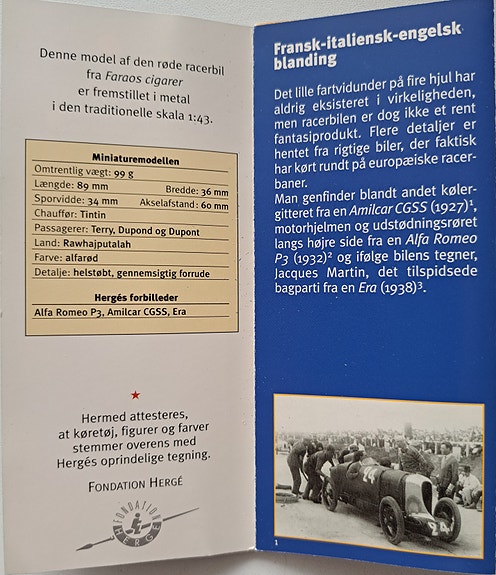 Denne model af den røde racerbil
fra Faraos cigarer
er fremstillet i metal
i den traditionelle skala 1:43.
Miniaturemodellen
Omtrentlig vægt: 99 g
Længde: 89 mm Bredde: 36 mm
Sporvidde: 34 mm Akselafstand: 60 mm
Chauffør: Tintin
Passagerer: Terry, Dupond og Dupont
Land: Rawhajputalah
Farve: alfarød
Detalje: helstøbt, gennemsigtig forrude
Hergés forbilleder
Alfa Romeo P3, Amilcar CGSS, Era
Hermed attesteres,
at køretøj, figurer og farver
stemmer overens med
Hergés oprindelige tegning.
FONDATION HERGÉ
FONDATION
HERGÉ
Fransk-italiensk-engelsk
blanding
Det lille fartvidunder på fire hjul har
aldrig eksisteret i virkeligheden,
men racerbilen er dog ikke et rent
fantasiprodukt. Flere detaljer er
hentet fra rigtige biler, der faktisk
har kørt rundt på europæiske racer-
baner.
Man genfinder blandt andet køler-
gitteret fra en Amilcar CGSS (1927)¹,
motorhjelmen og udstødningsrøret
langs højre side fra en Alfa Romeo
P3 (1932)² og ifølge bilens tegner,
Jacques Martin, det tilspidsede
bagparti fra en Era (1938)³.
24
24
1